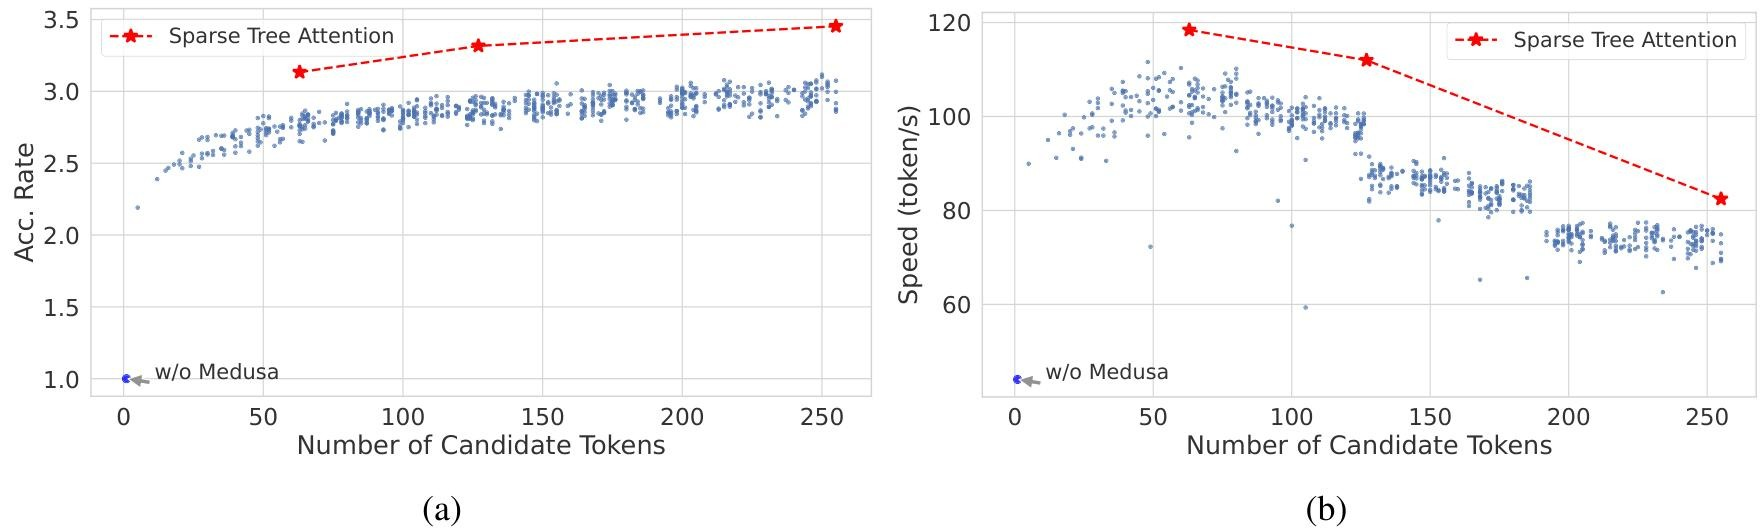 3.5
3.0
2.5
2.0
1.5
1.0
Acc. Rate
Sparse Tree Attention
w/o Medusa
0 50 100 150 200 250
Number of Candidate Tokens
(a)
120
100
80
60
Speed (token/s)
Sparse Tree Attention
w/o Medusa
0 50 100 150 200 250
Number of Candidate Tokens
(b)